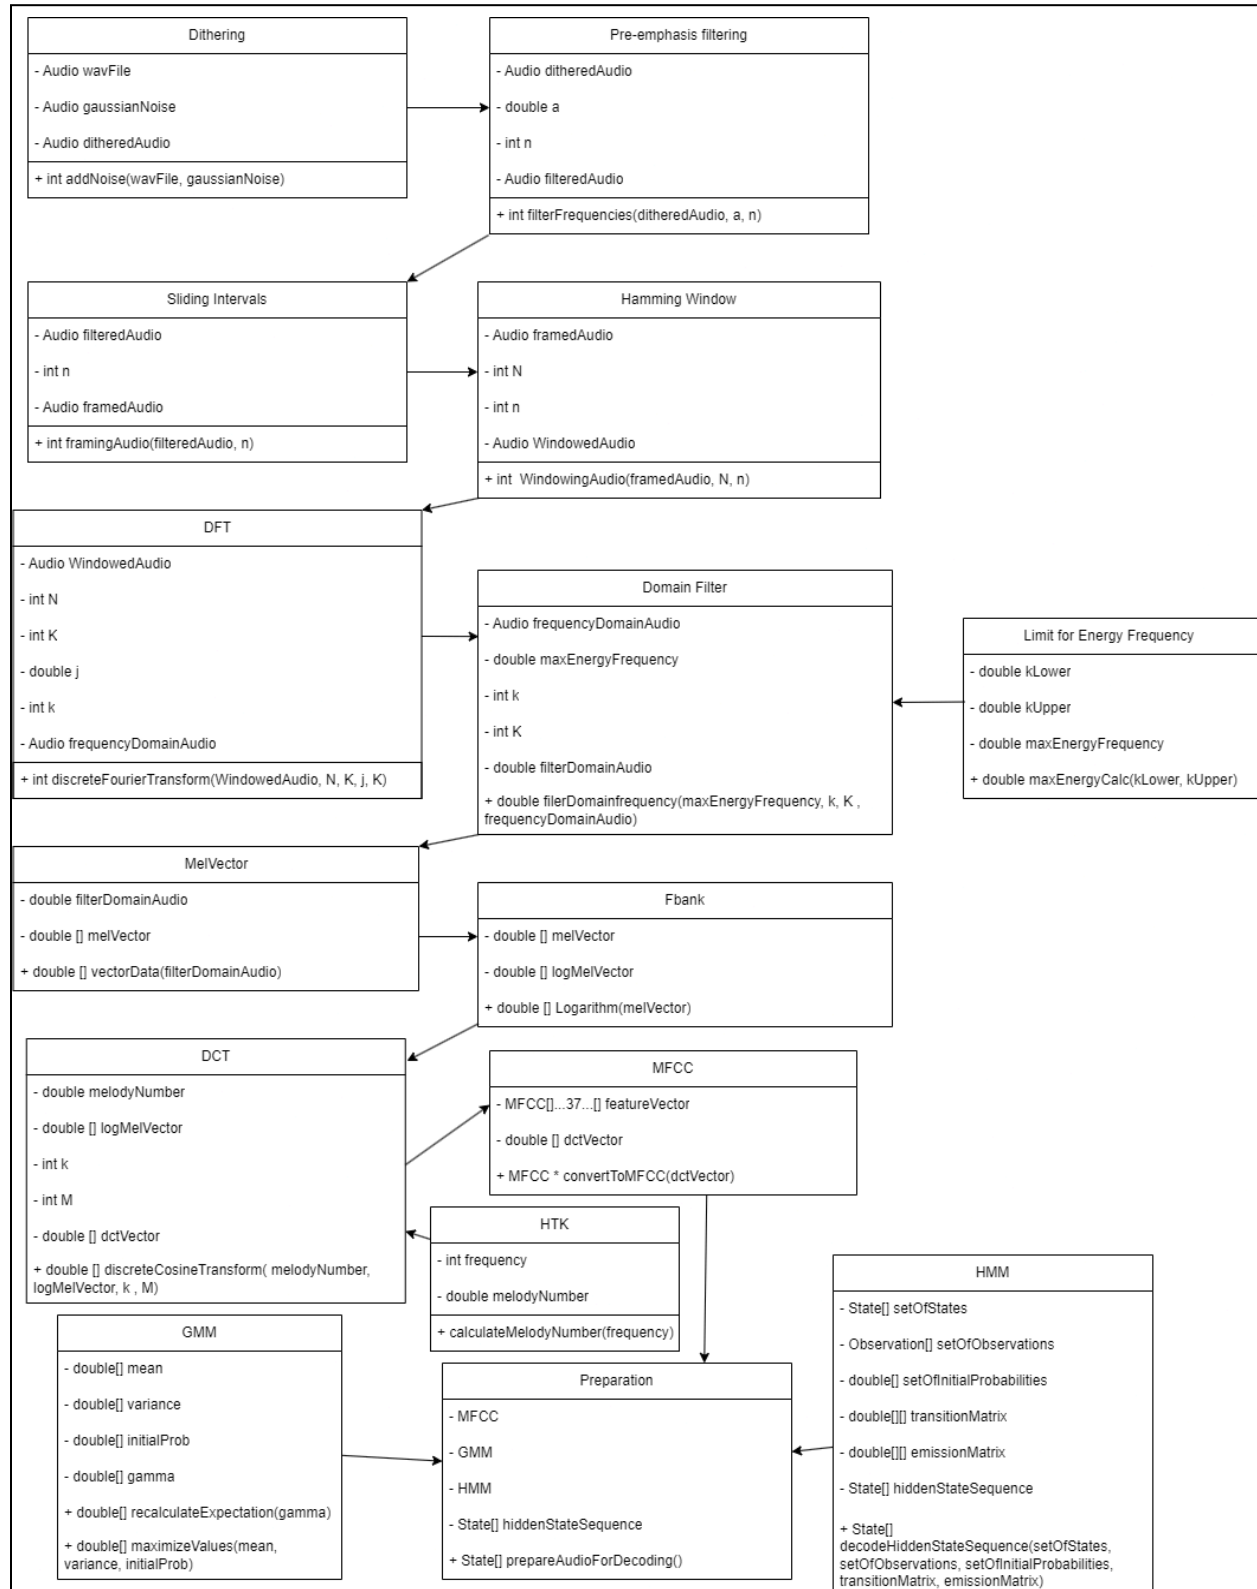 Dithering
- Audio wavFile
- Audio gaussianNoise
- Audio ditheredAudio
+ int addNoise(wavFile, gaussianNoise)
Pre-emphasis filtering
- Audio ditheredAudio
- double a
- int n
- Audio filteredAudio
+ int filterFrequencies(ditheredAudio, a, n)
Sliding Intervals
- Audio filteredAudio
- int n
- Audio framedAudio
+ int framingAudio(filteredAudio, n)
Hamming Window
- Audio framedAudio
- int N
- int n
- Audio WindowedAudio
+ int WindowingAudio(framedAudio, N, n)
DFT
- Audio WindowedAudio
- int N
- int K
- double j
- int k
- Audio frequencyDomainAudio
+ int discreteFourierTransform(WindowedAudio, N, K, j, K)
Domain Filter
- Audio frequencyDomainAudio
- double maxEnergyFrequency
- int k
- int K
- double filterDomainAudio
+ double filerDomainfrequency(maxEnergyFrequency, k, K ,
frequencyDomainAudio)
Limit for Energy Frequency
- double kLower
- double kUpper
- double maxEnergyFrequency
+ double maxEnergyCalc(kLower, kUpper)
MelVector
- double filterDomainAudio
- double [] melVector
+ double [] vectorData(filterDomainAudio)
Fbank
- double [] melVector
- double [] logMelVector
+ double [] Logarithm(melVector)
DCT
- double melodyNumber
- double [] logMelVector
- int k
- int M
- double [] dctVector
+ double [] discreteCosineTransform( melodyNumber,
logMelVector, k , M)
MFCC
- MFCC[]...37...[] featureVector
- double [] dctVector
+ MFCC * convertToMFCC(dctVector)
HTK
- int frequency
- double melodyNumber
+ calculateMelodyNumber(frequency)
HMM
- State[] setOfStates
- Observation[] setOfObservations
- double[] setOfInitialProbabilities
- double[][] transitionMatrix
- double[][] emissionMatrix
- State[] hiddenStateSequence
+ State[]
decodeHiddenStateSequence(setOfStates,
setOfObservations, setOfInitialProbabilities,
transitionMatrix, emissionMatrix)
GMM
- double[] mean
- double[] variance
- double[] initialProb
- double[] gamma
+ double[] recalculateExpectation(gamma)
+ double[] maximizeValues(mean,
variance, initialProb)
Preparation
- MFCC
- GMM
- HMM
- State[] hiddenStateSequence
+ State[] prepareAudioForDecoding()